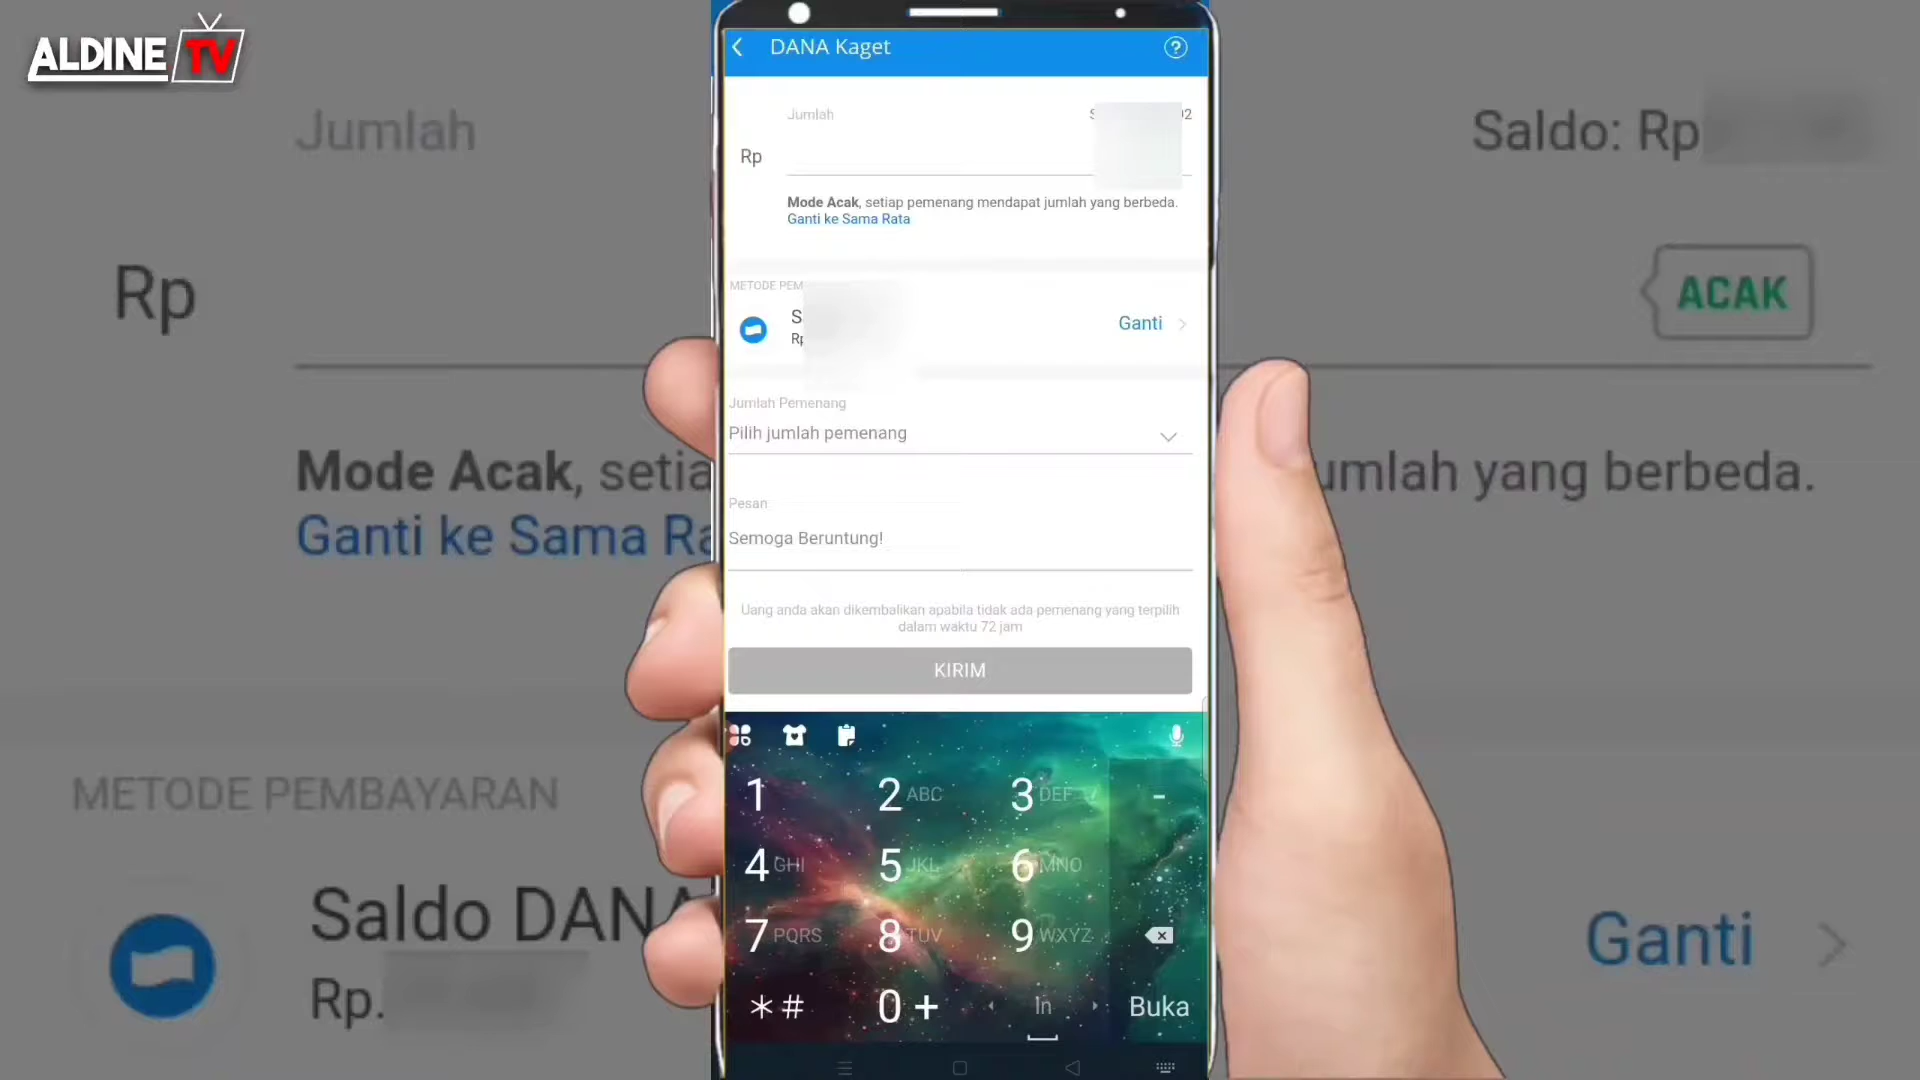 ALDINE TV
DANA Kaget
?
Jumlah
Rp
Mode Acak, setiap pemenang mendapat jumlah yang berbeda.
Ganti ke Sama Rata
METODE PEM
Ganti
Jumlah Pemenang
Pilih jumlah pemenang
Pesan
Semoga Beruntung!
Uang anda akan dikembalikan apabila tidak ada pemenang yang terpilih
dalam waktu 72 jam
KIRIM
1 2 ABC 3 DEF -
4 GHI 5 JKL 6 MNO .
7 PQRS 8 TUV 9 WXYZ
*# 0 + In Buka
Jumlah
Saldo: Rp
Rp
ACAK
Mode Acak, setia
umlah yang berbeda.
Ganti ke Sama Ra
METODE PEMBAYARAN
Saldo DANA
Rp.
Ganti